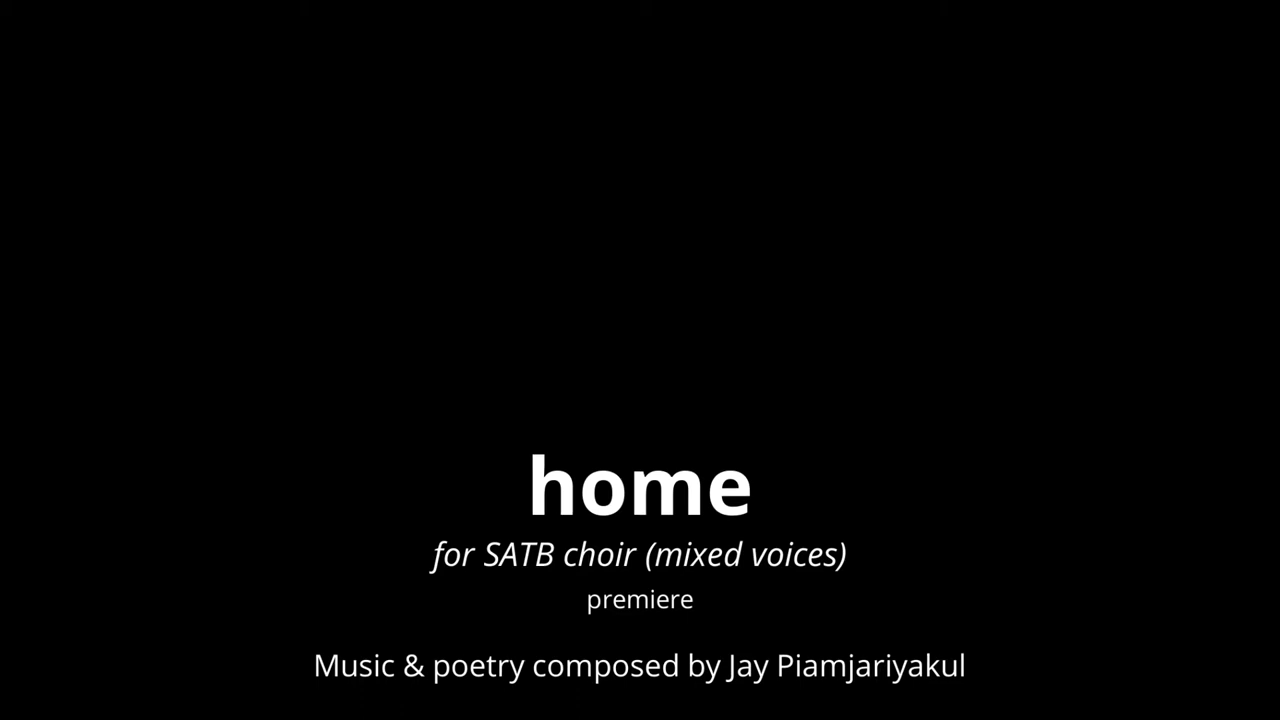 home
for SATB choir (mixed voices)
premiere
Music & poetry composed by Jay Piamjariyakul